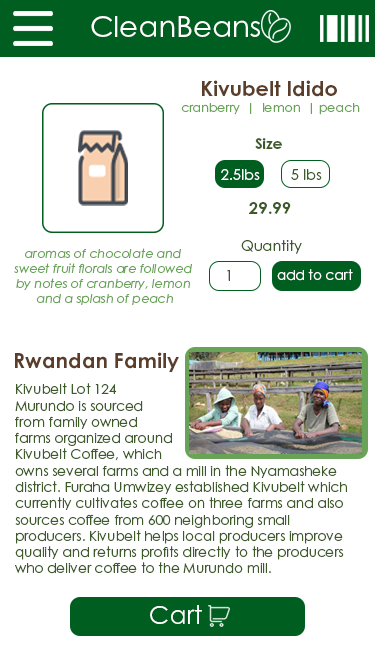 CleanBeans
Kivubelt Idido
cranberry | lemon | peach
Size
2.5lbs 5 lbs
29.99
aromas of chocolate and
sweet fruit florals are followed
by notes of cranberry, lemon
and a splash of peach
Quantity
1 add to cart
Rwandan Family
Kivubelt Lot 124
Murundo is sourced
from family owned
farms organized around
Kivubelt Coffee, which
owns several farms and a mill in the Nyamasheke
district. Furaha Umwizey established Kivubelt which
currently cultivates coffee on three farms and also
sources coffee from 600 neighboring small
producers. Kivubelt helps local producers improve
quality and returns profits directly to the producers
who deliver coffee to the Murundo mill.
Cart